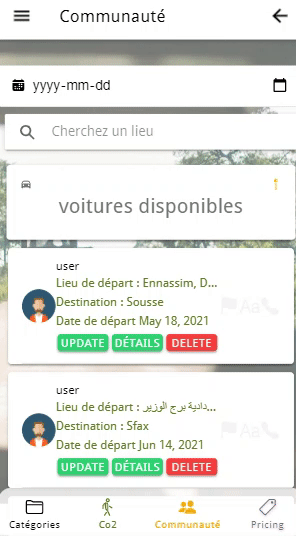 Communauté
yyyy-mm-dd
Cherchez un lieu
voitures disponibles
user
Lieu de départ : Ennassim, D...
Destination : Sousse
Date de départ May 18, 2021
UPDATE DÉTAILS DELETE
Aa
user
Lieu de départ : دادية برج الوزير...
Destination : Sfax
Date de départ Jun 14, 2021
UPDATE DÉTAILS DELETE
Aa
Catégories Co2 Communauté Pricing